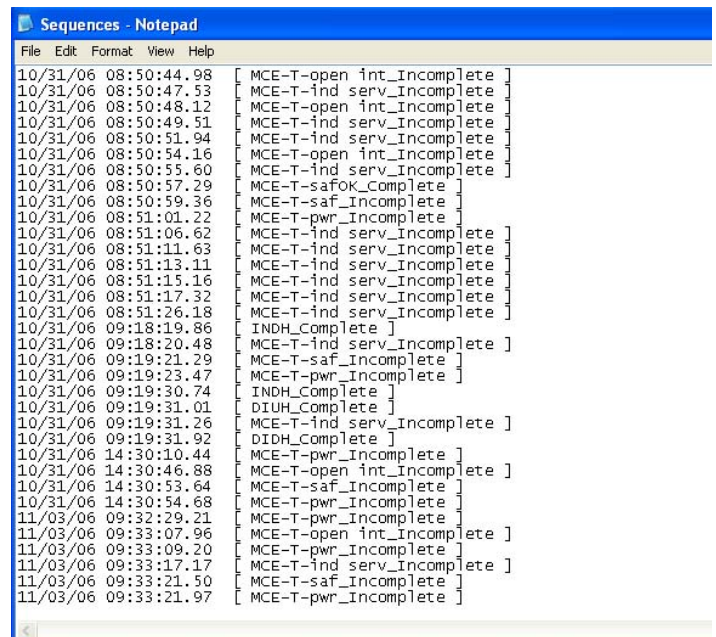 Sequences - Notepad
File Edit Format View Help
10/31/06 08:50:44.98 [ MCE-T-open int_Incomplete ]
10/31/06 08:50:47.53 [ MCE-T-ind serv_Incomplete ]
10/31/06 08:50:48.12 [ MCE-T-open int_Incomplete ]
10/31/06 08:50:49.51 [ MCE-T-ind serv_Incomplete ]
10/31/06 08:50:51.94 [ MCE-T-ind serv_Incomplete ]
10/31/06 08:50:54.16 [ MCE-T-open int_Incomplete ]
10/31/06 08:50:55.60 [ MCE-T-ind serv_Incomplete ]
10/31/06 08:50:57.29 [ MCE-T-safOK_Complete ]
10/31/06 08:50:59.36 [ MCE-T-saf_Incomplete ]
10/31/06 08:51:01.22 [ MCE-T-pwr_Incomplete ]
10/31/06 08:51:06.62 [ MCE-T-ind serv_Incomplete ]
10/31/06 08:51:11.63 [ MCE-T-ind serv_Incomplete ]
10/31/06 08:51:13.11 [ MCE-T-ind serv_Incomplete ]
10/31/06 08:51:15.16 [ MCE-T-ind serv_Incomplete ]
10/31/06 08:51:17.32 [ MCE-T-ind serv_Incomplete ]
10/31/06 08:51:26.18 [ MCE-T-ind serv_Incomplete ]
10/31/06 09:18:19.86 [ INDH_Complete ]
10/31/06 09:18:20.48 [ MCE-T-ind serv_Incomplete ]
10/31/06 09:19:21.29 [ MCE-T-saf_Incomplete ]
10/31/06 09:19:23.47 [ MCE-T-pwr_Incomplete ]
10/31/06 09:19:30.74 [ INDH_Complete ]
10/31/06 09:19:31.01 [ DIUH_Complete ]
10/31/06 09:19:31.26 [ MCE-T-ind serv_Incomplete ]
10/31/06 09:19:31.92 [ DIDH_Complete ]
10/31/06 14:30:10.44 [ MCE-T-pwr_Incomplete ]
10/31/06 14:30:46.88 [ MCE-T-open int_Incomplete ]
10/31/06 14:30:53.64 [ MCE-T-saf_Incomplete ]
10/31/06 14:30:54.68 [ MCE-T-pwr_Incomplete ]
11/03/06 09:32:29.21 [ MCE-T-pwr_Incomplete ]
11/03/06 09:33:07.96 [ MCE-T-open int_Incomplete ]
11/03/06 09:33:09.20 [ MCE-T-pwr_Incomplete ]
11/03/06 09:33:17.17 [ MCE-T-ind serv_Incomplete ]
11/03/06 09:33:21.50 [ MCE-T-saf_Incomplete ]
11/03/06 09:33:21.97 [ MCE-T-pwr_Incomplete ]